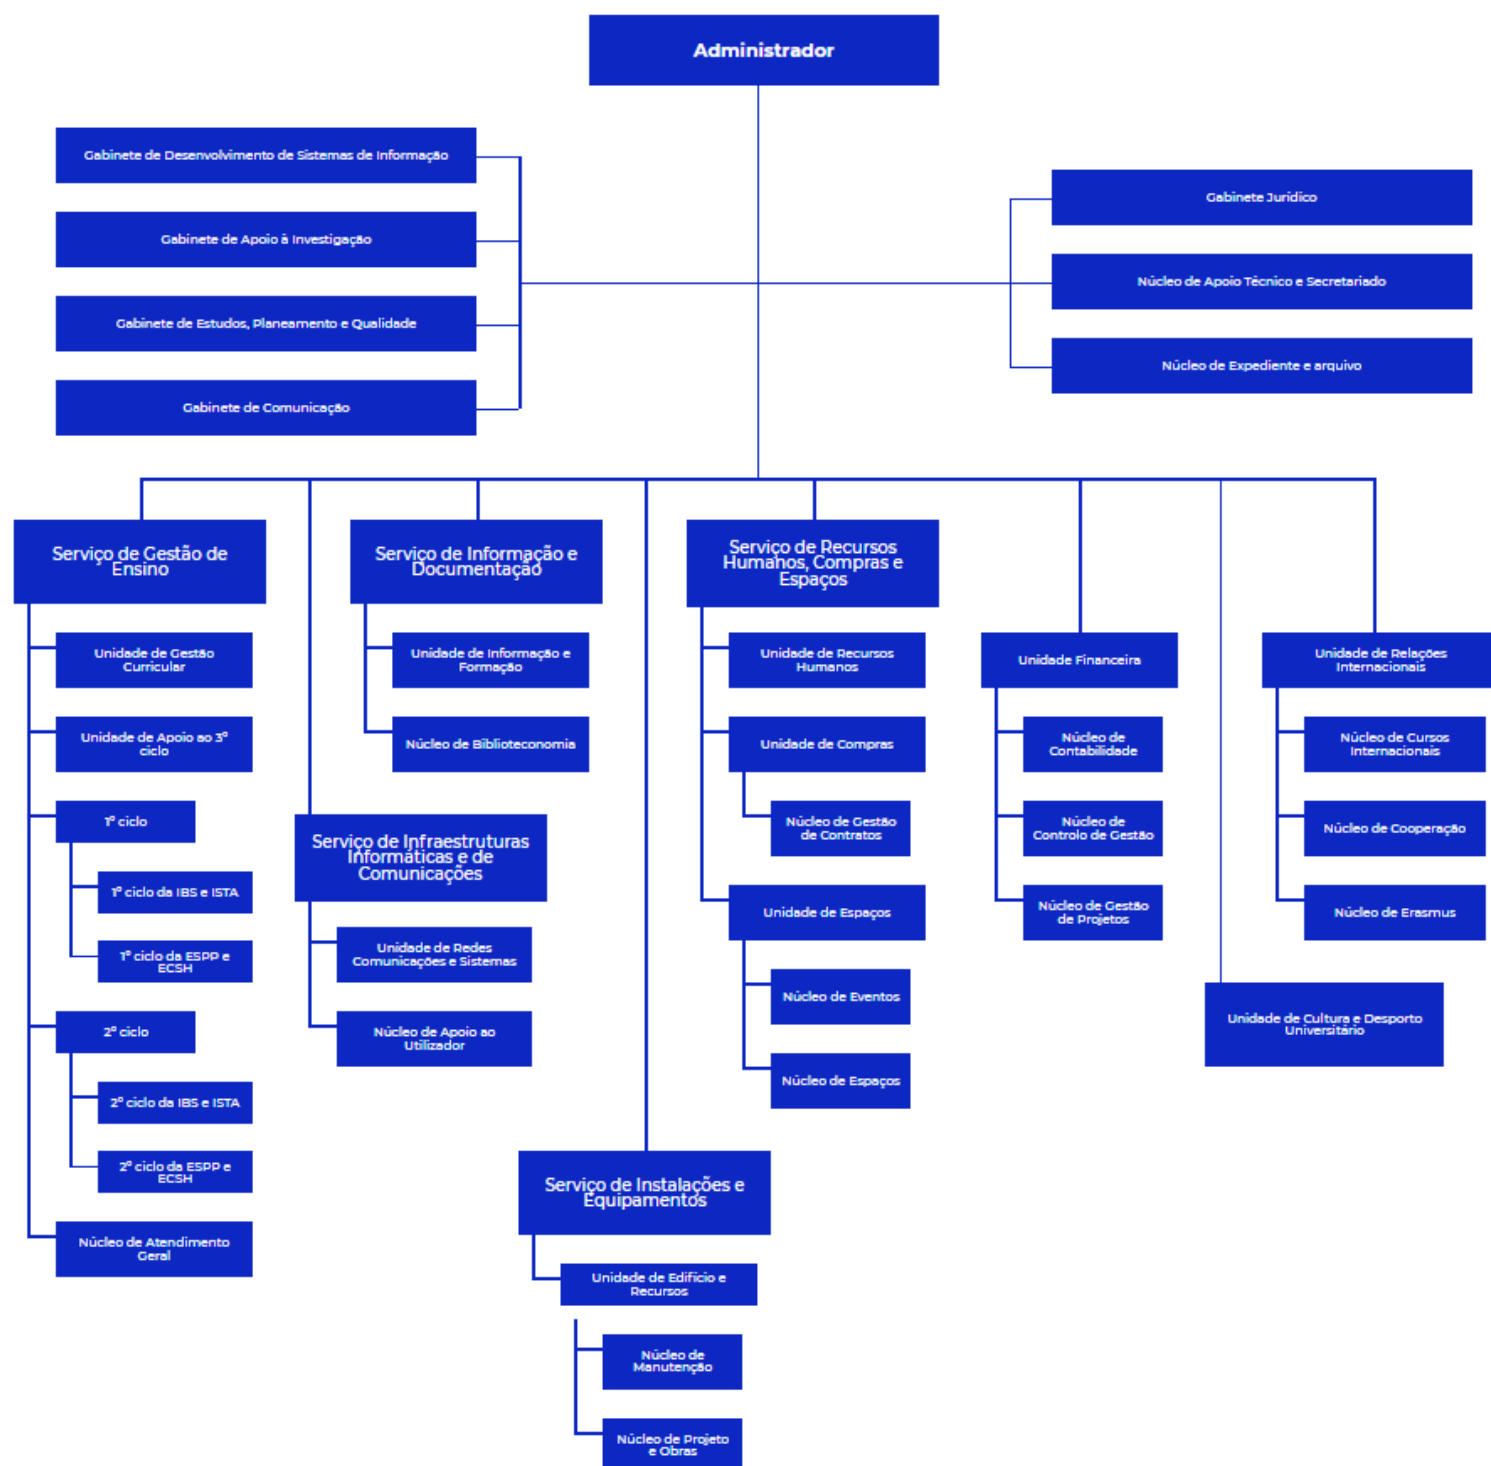 Administrador
Gabinete de Desenvolvimento de Sistemas de Informação
Gabinete de Apoio à Investigação
Gabinete de Estudos, Planeamento e Qualidade
Gabinete de Comunicação
Gabinete Jurídico
Núcleo de Apoio Técnico e Secretariado
Núcleo de Expediente e arquivo
Serviço de Gestão de
Ensino
Unidade de Gestão
Curricular
Unidade de Apoio ao 3º
ciclo
1º ciclo
1º ciclo da IBS e ISTA
1º ciclo da ESPP e
ECSH
2º ciclo
2º ciclo da IBS e ISTA
2º ciclo da ESPP e
ECSH
Núcleo de Atendimento
Geral
Serviço de Infraestruturas
Informáticas e de
Comunicações
Unidade de Redes
Comunicações e Sistemas
Núcleo de Apoio ao
Utilizador
Serviço de Informação e
Documentação
Unidade de Informação e
Formação
Núcleo de Biblioteconomia
Serviço de Instalações e
Equipamentos
Unidade de Edifício e
Recursos
Núcleo de
Manutenção
Núcleo de Projeto
e Obras
Serviço de Recursos
Humanos, Compras e
Espaços
Unidade de Recursos
Humanos
Unidade de Compras
Núcleo de Gestão
de Contratos
Unidade de Espaços
Núcleo de Eventos
Núcleo de Espaços
Unidade Financeira
Núcleo de
Contabilidade
Núcleo de
Controlo de Gestão
Núcleo de Gestão
de Projetos
Unidade de Relações
Internacionais
Núcleo de Cursos
Internacionais
Núcleo de Cooperação
Núcleo de Erasmus
Unidade de Cultura e Desporto
Universitário